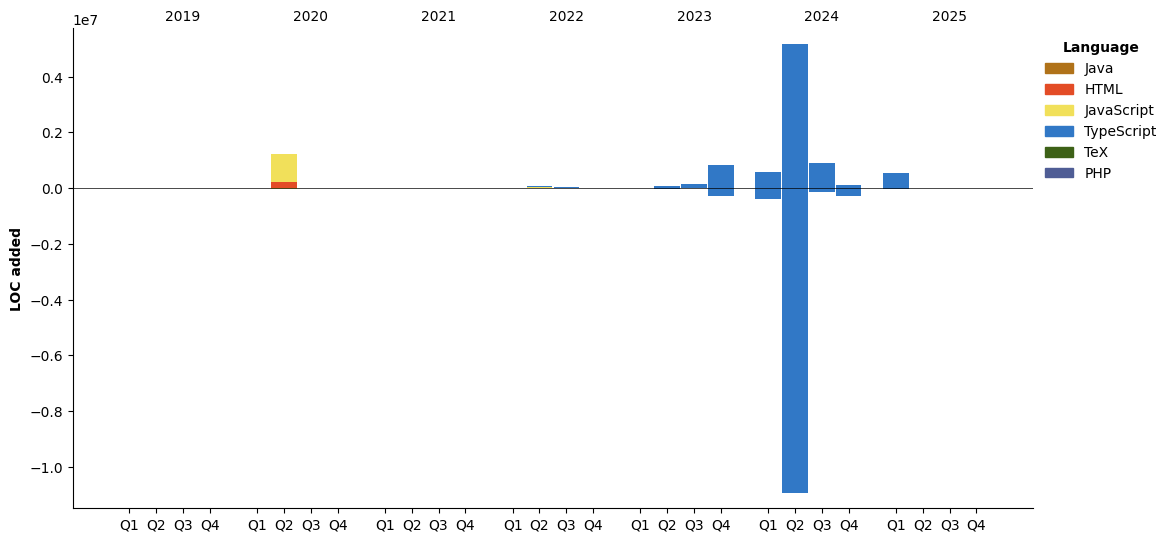 1e7
2019 2020 2021 2022 2023 2024 2025
Language
Java
HTML
JavaScript
TypeScript
TeX
PHP
0.4
0.2
0.0
−0.2
−0.4
−0.6
−0.8
−1.0
LOC added
Q1 Q2 Q3 Q4 Q1 Q2 Q3 Q4 Q1 Q2 Q3 Q4 Q1 Q2 Q3 Q4 Q1 Q2 Q3 Q4 Q1 Q2 Q3 Q4 Q1 Q2 Q3 Q4